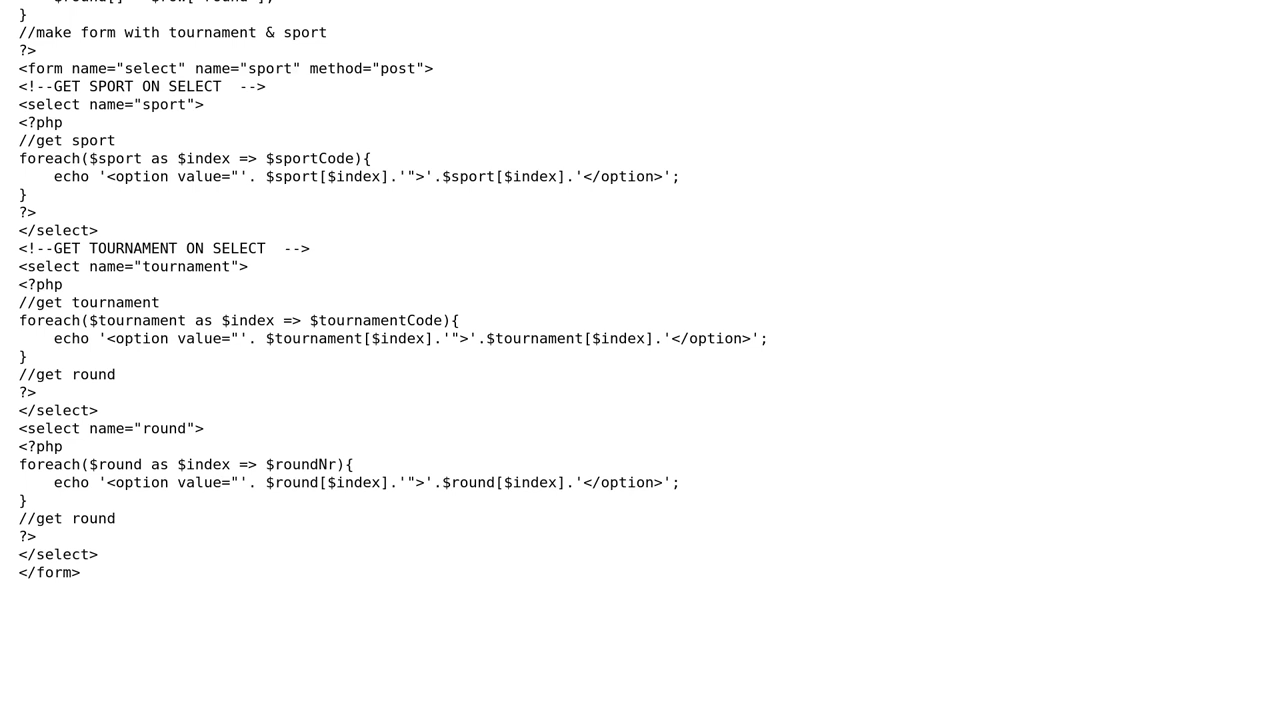 $round[] = $row["round"];
}
//make form with tournament & sport
?>
<form name="select" name="sport" method="post">
<!--GET SPORT ON SELECT  -->
<select name="sport">
<?php
//get sport
foreach($sport as $index => $sportCode){
    echo '<option value="'. $sport[$index].'">'.$sport[$index].'</option>';
}
?>
</select>
<!--GET TOURNAMENT ON SELECT  -->
<select name="tournament">
<?php
//get tournament
foreach($tournament as $index => $tournamentCode){
    echo '<option value="'. $tournament[$index].'">'.$tournament[$index].'</option>';
}
//get round
?>
</select>
<select name="round">
<?php
foreach($round as $index => $roundNr){
    echo '<option value="'. $round[$index].'">'.$round[$index].'</option>';
}
//get round
?>
</select>
</form>